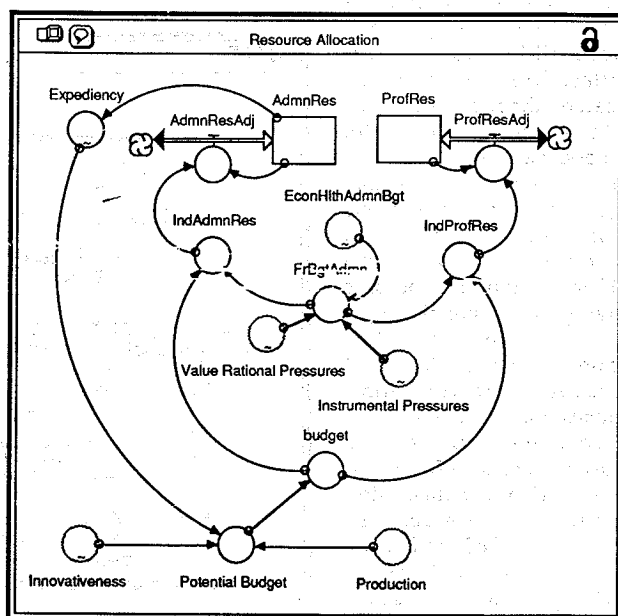 Resource Allocation
Expediency
AdmnRes
ProfRes
AdmnResAdj
ProfResAdj
EconHlthAdmnBgt
IndAdmnRes
IndProfRes
FrBgtAdmn
Value Rational Pressures
Instrumental Pressures
budget
Innovativeness
Potential Budget
Production